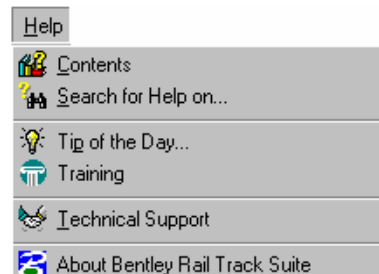 Help
Contents
Search for Help on...
Tip of the Day...
Training
Technical Support
About Bentley Rail Track Suite